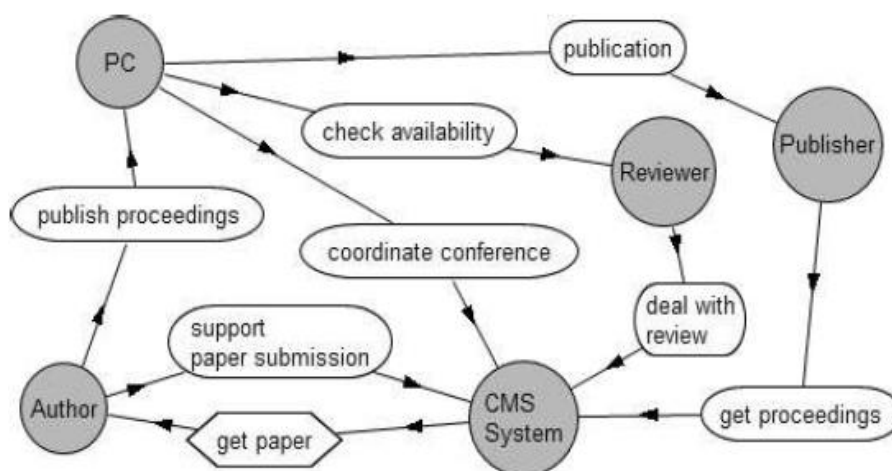 PC
publication
check availability
Publisher
Reviewer
publish proceedings
coordinate conference
deal with
review
support
paper submission
Author
CMS
System
get paper
get proceedings